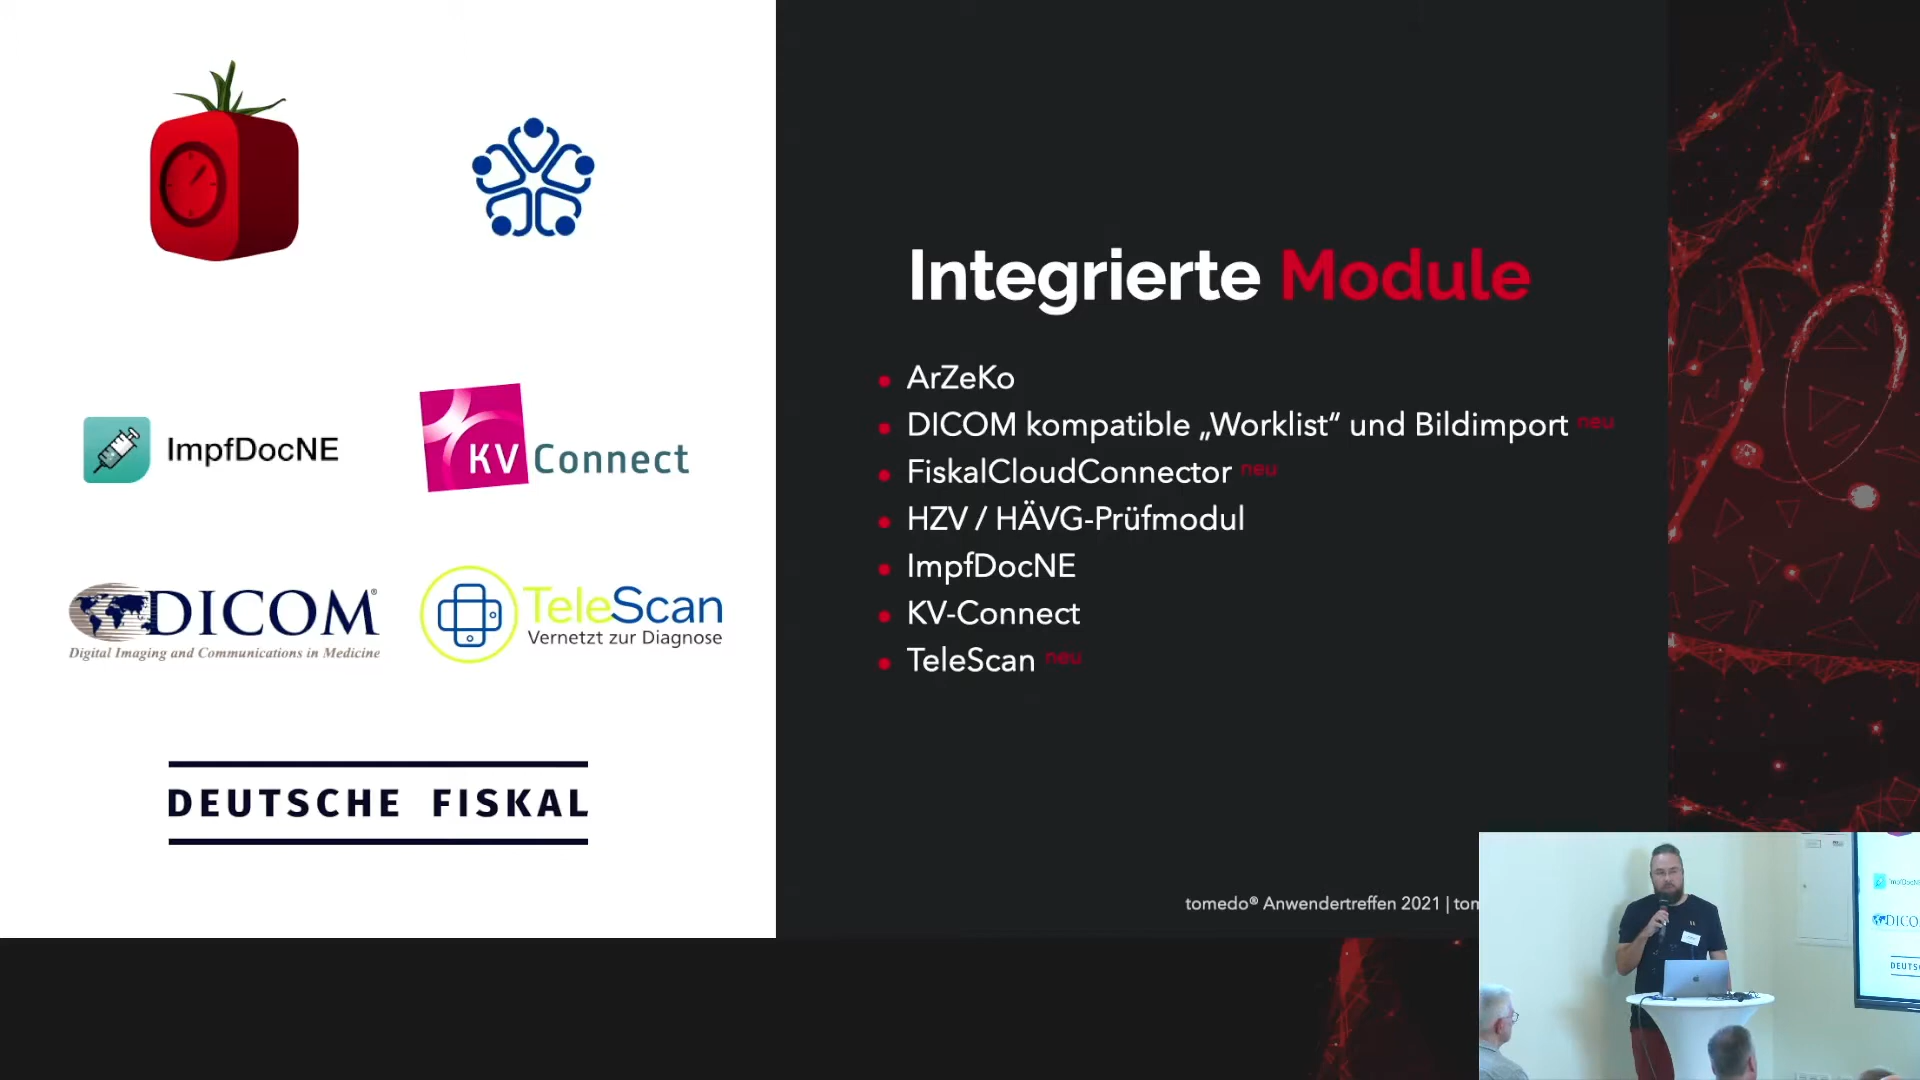 ImpfDocNE
KV Connect
DICOM®
Digital Imaging and Communications in Medicine
TeleScan
Vernetzt zur Diagnose
DEUTSCHE FISKAL
Integrierte Module
• ArZeKo
• DICOM kompatible „Worklist“ und Bildimport neu
• FiskalCloudConnector neu
• HZV / HÄVG-Prüfmodul
• ImpfDocNE
• KV-Connect
• TeleScan neu
tomedo® Anwendertreffen 2021 |